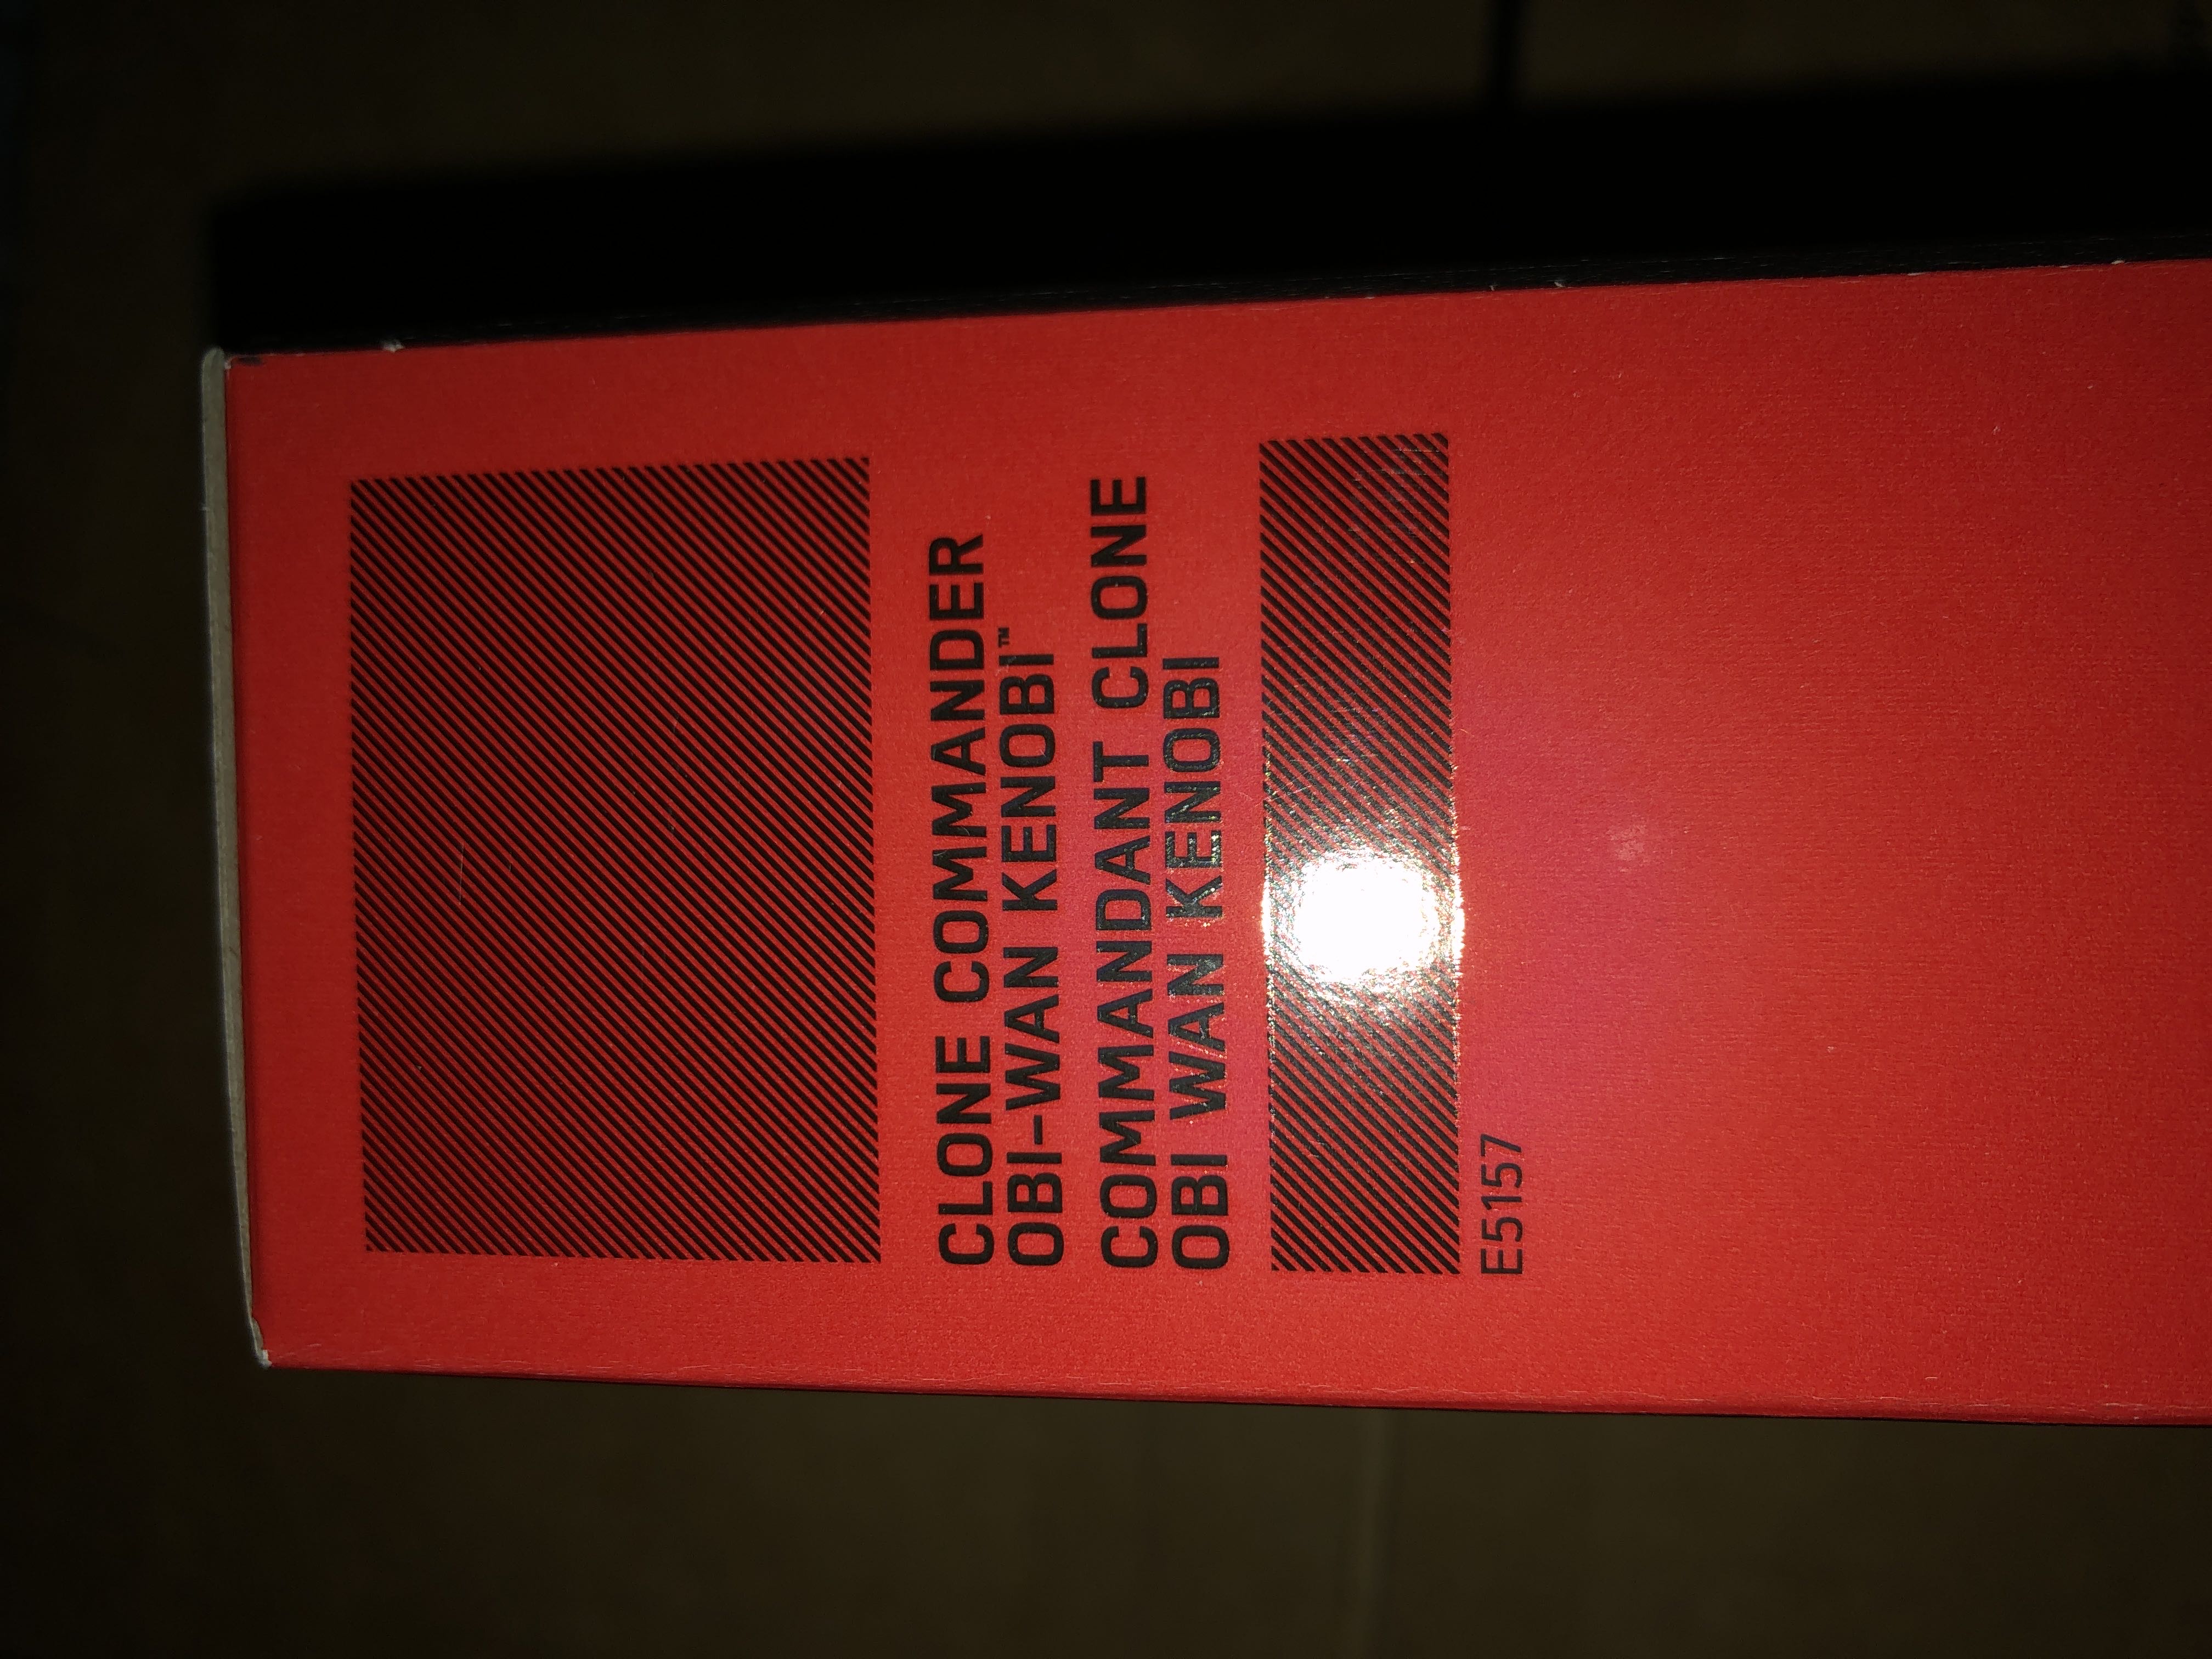 CLONE COMMANDER
OBI-WAN KENOBI™
COMMANDANT CLONE
OBI WAN KENOBI
E5157